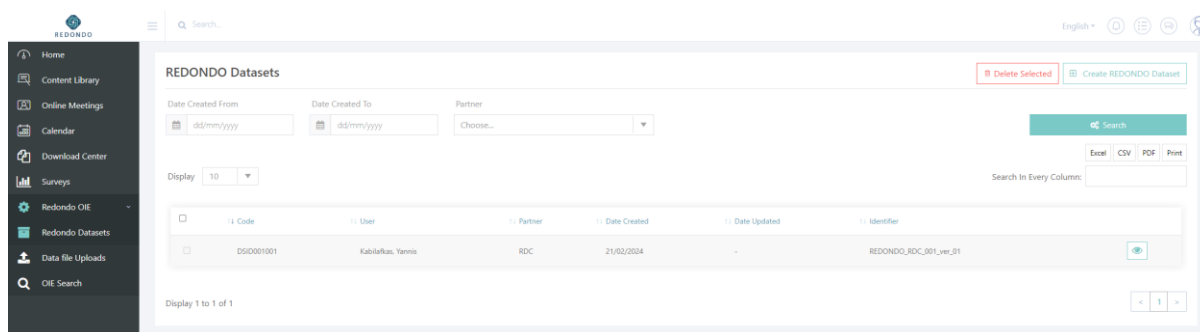 REDONDO
Search...
English
Home
Content Library
Online Meetings
Calendar
Download Center
Surveys
Redondo OIE
Redondo Datasets
Data file Uploads
OIE Search
REDONDO Datasets
Delete Selected
Create REDONDO Dataset
Date Created From
Date Created To
Partner
dd/mm/yyyy
dd/mm/yyyy
Choose...
Search
Excel CSV PDF Print
Display 10
Search In Every Column:
Code User Partner Date Created Date Updated Identifier
DSID001001 Kabilafkas, Yannis RDC 21/02/2024 - REDONDO_RDC_001_ver_01
Display 1 to 1 of 1
< 1 >